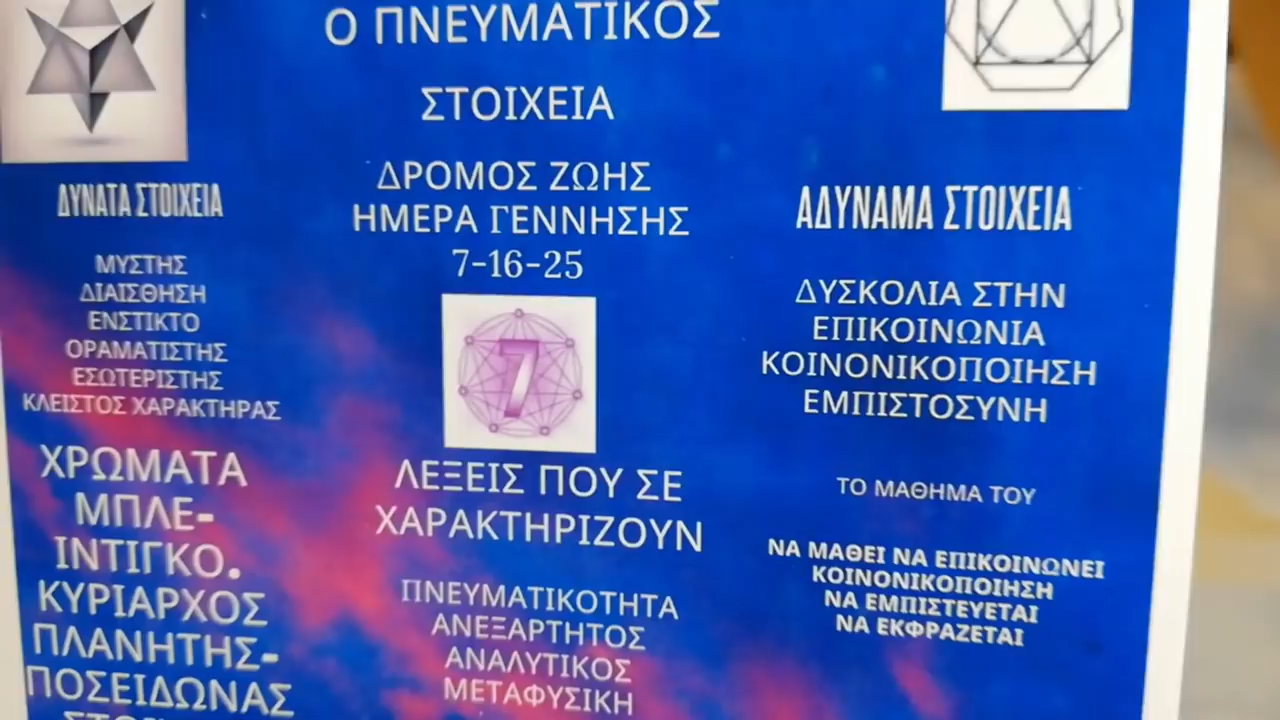 Ο ΠΝΕΥΜΑΤΙΚΟΣ
ΣΤΟΙΧΕΙΑ
ΔΡΟΜΟΣ ΖΩΗΣ
ΗΜΕΡΑ ΓΕΝΝΗΣΗΣ
7-16-25
7
ΛΕΞΕΙΣ ΠΟΥ ΣΕ
ΧΑΡΑΚΤΗΡΙΖΟΥΝ
ΠΝΕΥΜΑΤΙΚΟΤΗΤΑ
ΑΝΕΞΑΡΤΗΤΟΣ
ΑΝΑΛΥΤΙΚΟΣ
ΜΕΤΑΦΥΣΙΚΗ
ΔΥΝΑΤΑ ΣΤΟΙΧΕΙΑ
ΜΥΣΤΗΣ
ΔΙΑΙΣΘΗΣΗ
ΕΝΣΤΙΚΤΟ
ΟΡΑΜΑΤΙΣΤΗΣ
ΕΣΩΤΕΡΙΣΤΗΣ
ΚΛΕΙΣΤΟΣ ΧΑΡΑΚΤΗΡΑΣ
ΧΡΩΜΑΤΑ
ΜΠΛΕ-
ΙΝΤΙΓΚΟ.
ΚΥΡΙΑΡΧΟΣ
ΠΛΑΝΗΤΗΣ-
ΠΟΣΕΙΔΩΝΑΣ
ΑΔΥΝΑΜΑ ΣΤΟΙΧΕΙΑ
ΔΥΣΚΟΛΙΑ ΣΤΗΝ
ΕΠΙΚΟΙΝΩΝΙΑ
ΚΟΙΝΟΝΙΚΟΠΟΙΗΣΗ
ΕΜΠΙΣΤΟΣΥΝΗ
ΤΟ ΜΑΘΗΜΑ ΤΟΥ
ΝΑ ΜΑΘΕΙ ΝΑ ΕΠΙΚΟΙΝΩΝΕΙ
ΚΟΙΝΟΝΙΚΟΠΟΙΗΣΗ
ΝΑ ΕΜΠΙΣΤΕΥΕΤΑΙ
ΝΑ ΕΚΦΡΑΖΕΤΑΙ